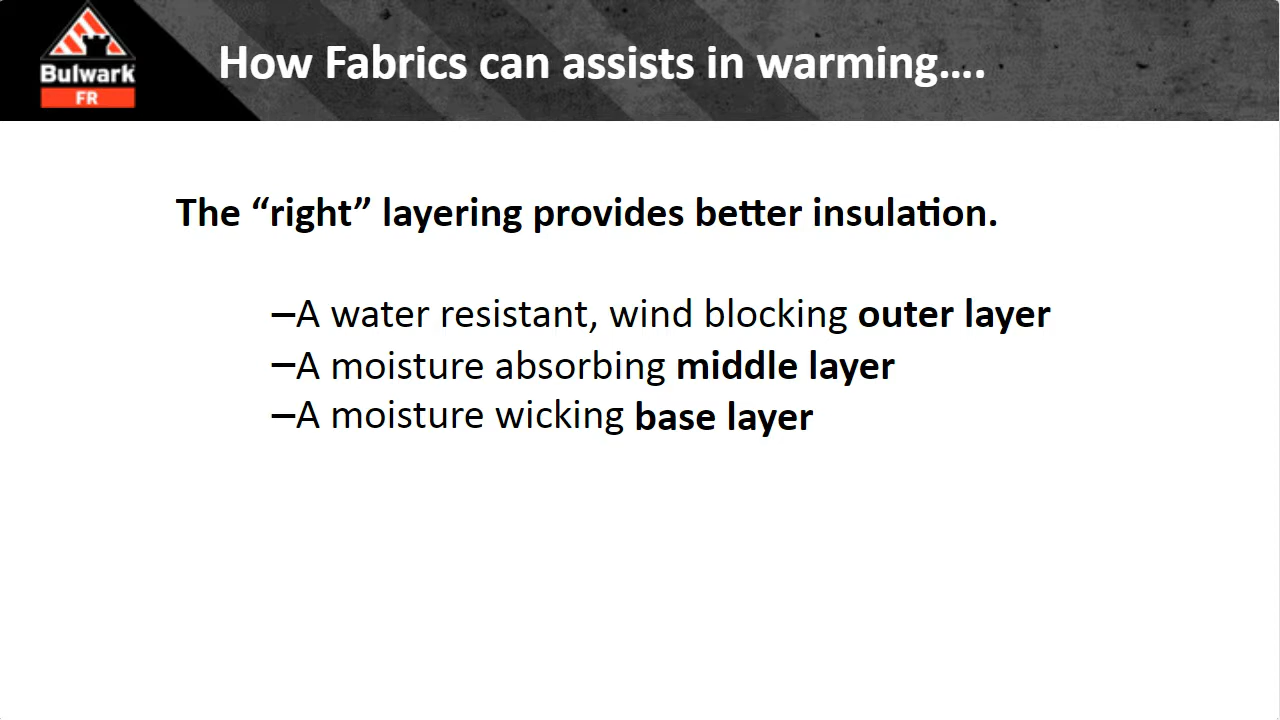 Bulwark
FR
How Fabrics can assists in warming….
The “right” layering provides better insulation.
–A water resistant, wind blocking outer layer
–A moisture absorbing middle layer
–A moisture wicking base layer